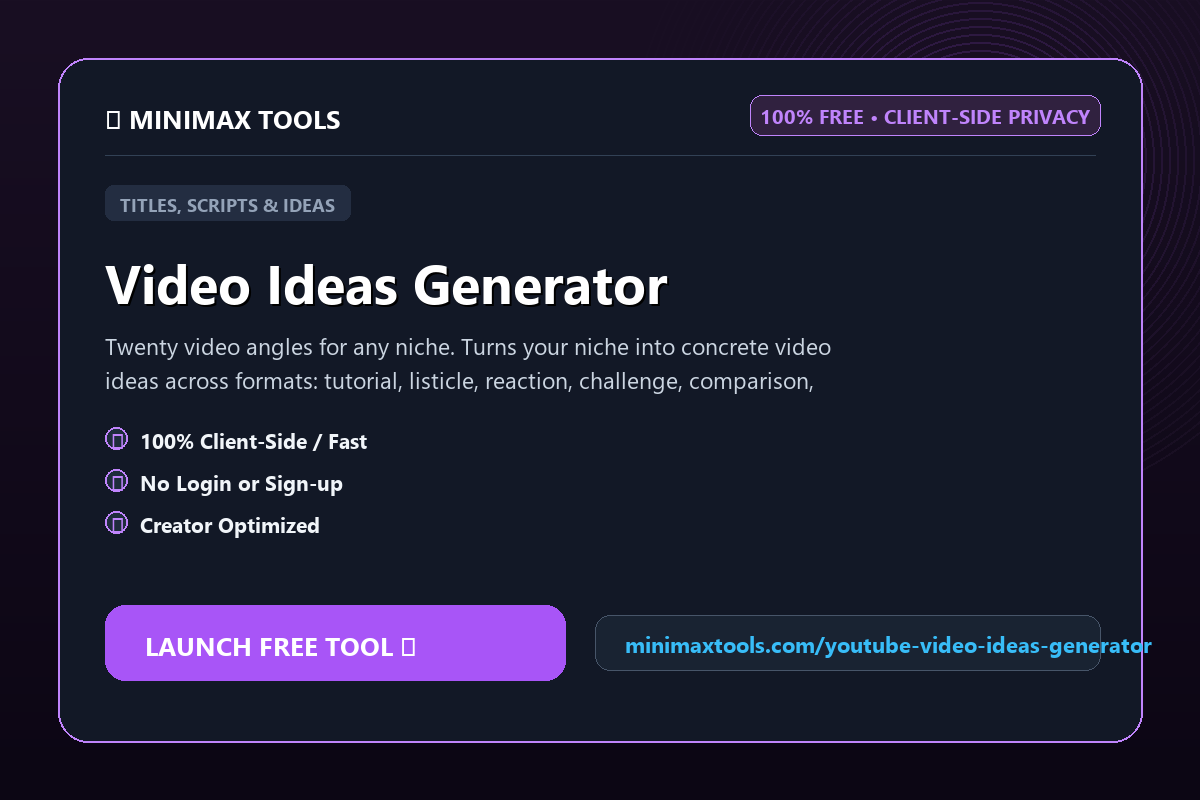 MINIMAX TOOLS
100% FREE • CLIENT-SIDE PRIVACY
TITLES, SCRIPTS & IDEAS
Video Ideas Generator
Twenty video angles for any niche. Turns your niche into concrete video
ideas across formats: tutorial, listicle, reaction, challenge, comparison,
100% Client-Side / Fast
No Login or Sign-up
Creator Optimized
LAUNCH FREE TOOL
minimaxtools.com/youtube-video-ideas-generator